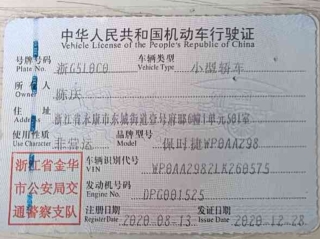 中华人民共和国机动车行驶证
Vehicle License of the People's Republic of China
号牌号码 浙G5L0C0 车辆类型 小型轿车
Plate No. Vehicle Type
所有人 陈庆
Owner
住址 浙江省永康市东城街道壹号府邸6幢1单元501室
Address
使用性质 非营运 品牌型号 保时捷WP0AAZ98
Use Character Model
浙江省金华
市公安局交
通警察支队
车辆识别代号 WP0AAZ982LK260575
VIN
发动机号码 DPG001525
Engine No.
注册日期 2020-08-13 发证日期 2020-12-28
Register Date Issue Date